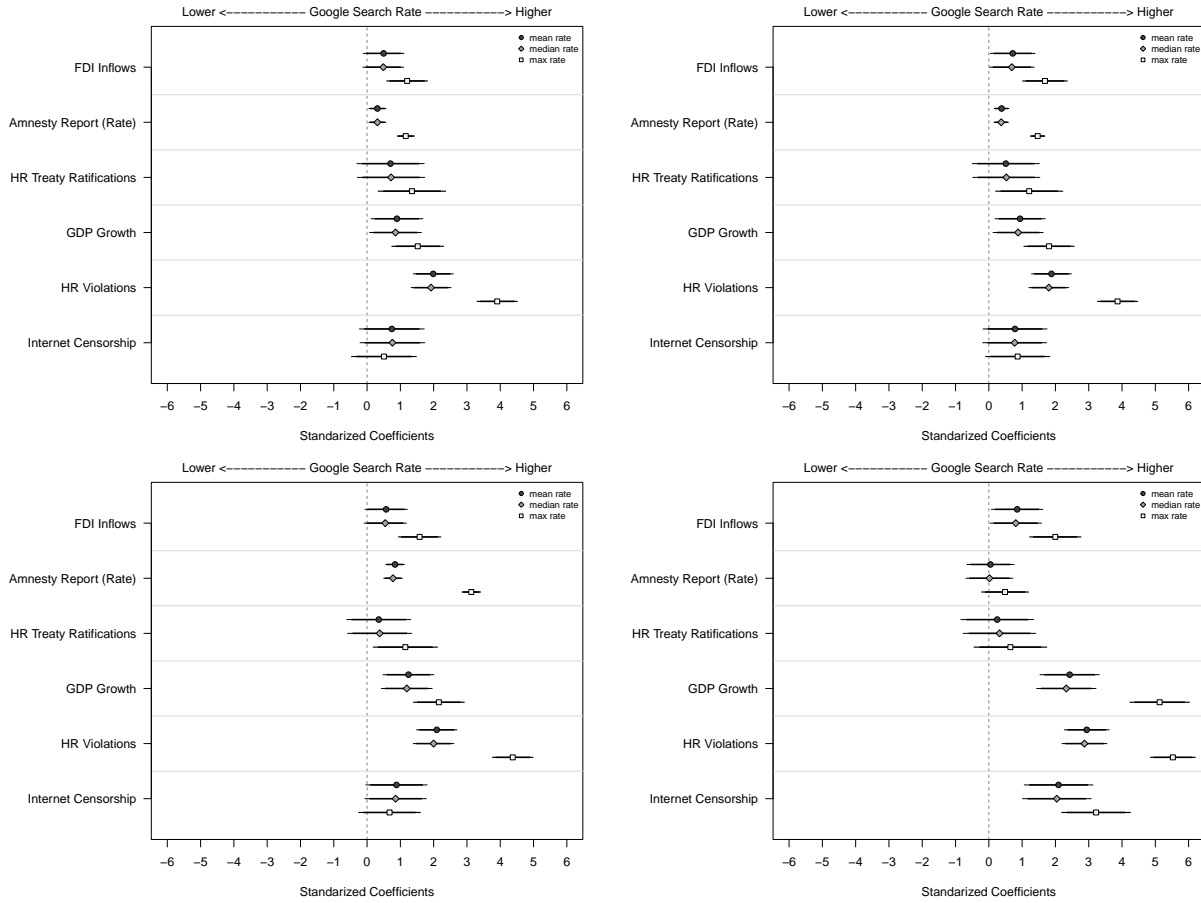 Lower <----------- Google Search Rate -----------> Higher
mean rate
median rate
max rate
FDI Inflows
Amnesty Report (Rate)
HR Treaty Ratifications
GDP Growth
HR Violations
Internet Censorship
−6 −5 −4 −3 −2 −1 0 1 2 3 4 5 6
Standarized Coefficients
Lower <----------- Google Search Rate -----------> Higher
mean rate
median rate
max rate
FDI Inflows
Amnesty Report (Rate)
HR Treaty Ratifications
GDP Growth
HR Violations
Internet Censorship
−6 −5 −4 −3 −2 −1 0 1 2 3 4 5 6
Standarized Coefficients
Lower <----------- Google Search Rate -----------> Higher
mean rate
median rate
max rate
FDI Inflows
Amnesty Report (Rate)
HR Treaty Ratifications
GDP Growth
HR Violations
Internet Censorship
−6 −5 −4 −3 −2 −1 0 1 2 3 4 5 6
Standarized Coefficients
Lower <----------- Google Search Rate -----------> Higher
mean rate
median rate
max rate
FDI Inflows
Amnesty Report (Rate)
HR Treaty Ratifications
GDP Growth
HR Violations
Internet Censorship
−6 −5 −4 −3 −2 −1 0 1 2 3 4 5 6
Standarized Coefficients